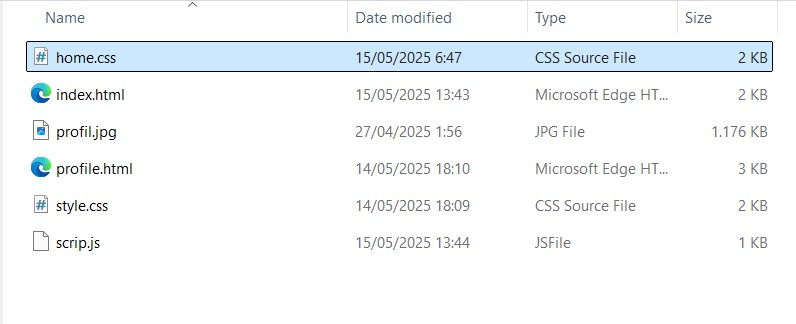 Name Date modified Type Size
home.css 15/05/2025 6:47 CSS Source File 2 KB
index.html 15/05/2025 13:43 Microsoft Edge HT... 2 KB
profil.jpg 27/04/2025 1:56 JPG File 1.176 KB
profile.html 14/05/2025 18:10 Microsoft Edge HT... 3 KB
style.css 14/05/2025 18:09 CSS Source File 2 KB
scrip.js 15/05/2025 13:44 JSFile 1 KB